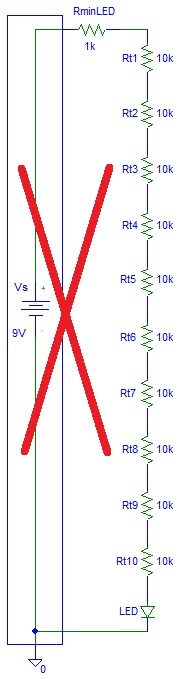 RminLED
1k
Rt1 10k
Rt2 10k
Rt3 10k
Rt4 10k
Vs +
Rt5 10k
9V -
Rt6 10k
Rt7 10k
Rt8 10k
Rt9 10k
Rt10 10k
LED
0